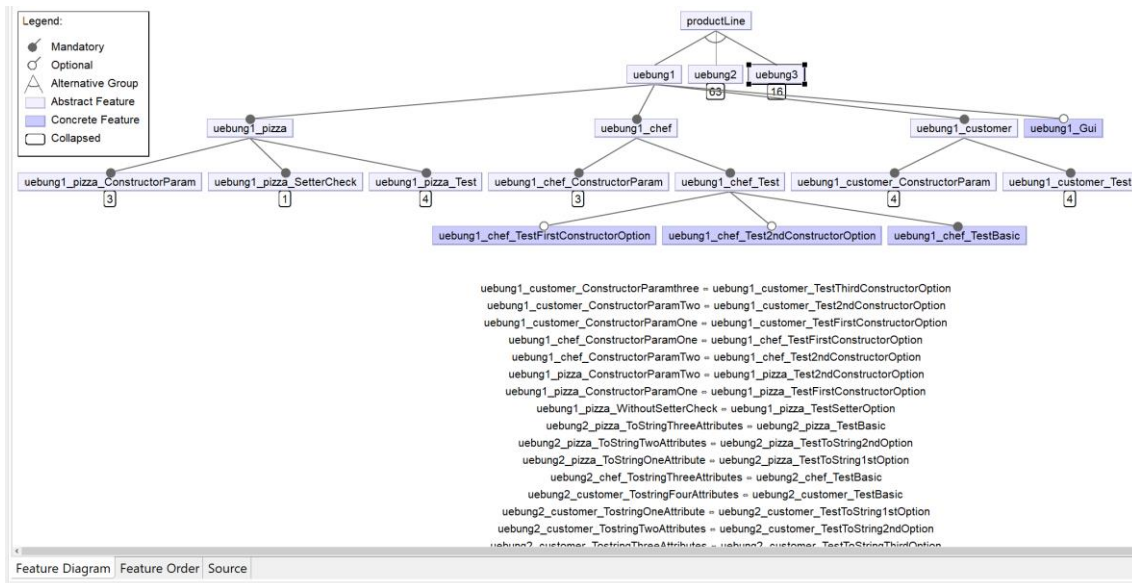 Legend:
Mandatory
Optional
Alternative Group
Abstract Feature
Concrete Feature
Collapsed
productLine
uebung1 uebung2 uebung3
03 16
uebung1_pizza uebung1_chef uebung1_customer uebung1_Gui
uebung1_pizza_ConstructorParam uebung1_pizza_SetterCheck uebung1_pizza_Test uebung1_chef_ConstructorParam uebung1_chef_Test uebung1_customer_ConstructorParam uebung1_customer_Test
3 1 4 3 4 4
uebung1_chef_TestFirstConstructorOption uebung1_chef_Test2ndConstructorOption uebung1_chef_TestBasic
uebung1_customer_ConstructorParamthree = uebung1_customer_TestThirdConstructorOption
uebung1_customer_ConstructorParamTwo = uebung1_customer_Test2ndConstructorOption
uebung1_customer_ConstructorParamOne = uebung1_customer_TestFirstConstructorOption
uebung1_chef_ConstructorParamOne = uebung1_chef_TestFirstConstructorOption
uebung1_chef_ConstructorParamTwo = uebung1_chef_Test2ndConstructorOption
uebung1_pizza_ConstructorParamTwo = uebung1_pizza_Test2ndConstructorOption
uebung1_pizza_ConstructorParamOne = uebung1_pizza_TestFirstConstructorOption
uebung1_pizza_WithoutSetterCheck = uebung1_pizza_TestSetterOption
uebung2_pizza_ToStringThreeAttributes = uebung2_pizza_TestBasic
uebung2_pizza_ToStringTwoAttributes = uebung2_pizza_TestToString2ndOption
uebung2_pizza_ToStringOneAttribute = uebung2_pizza_TestToString1stOption
uebung2_chef_TostringThreeAttributes = uebung2_chef_TestBasic
uebung2_customer_TostringFourAttributes = uebung2_customer_TestBasic
uebung2_customer_TostringOneAttribute = uebung2_customer_TestToString1stOption
uebung2_customer_TostringTwoAttributes = uebung2_customer_TestToString2ndOption
uebung2_customer_TostringThreeAttributes = uebung2_customer_TestToStringThirdOption
Feature Diagram Feature Order Source